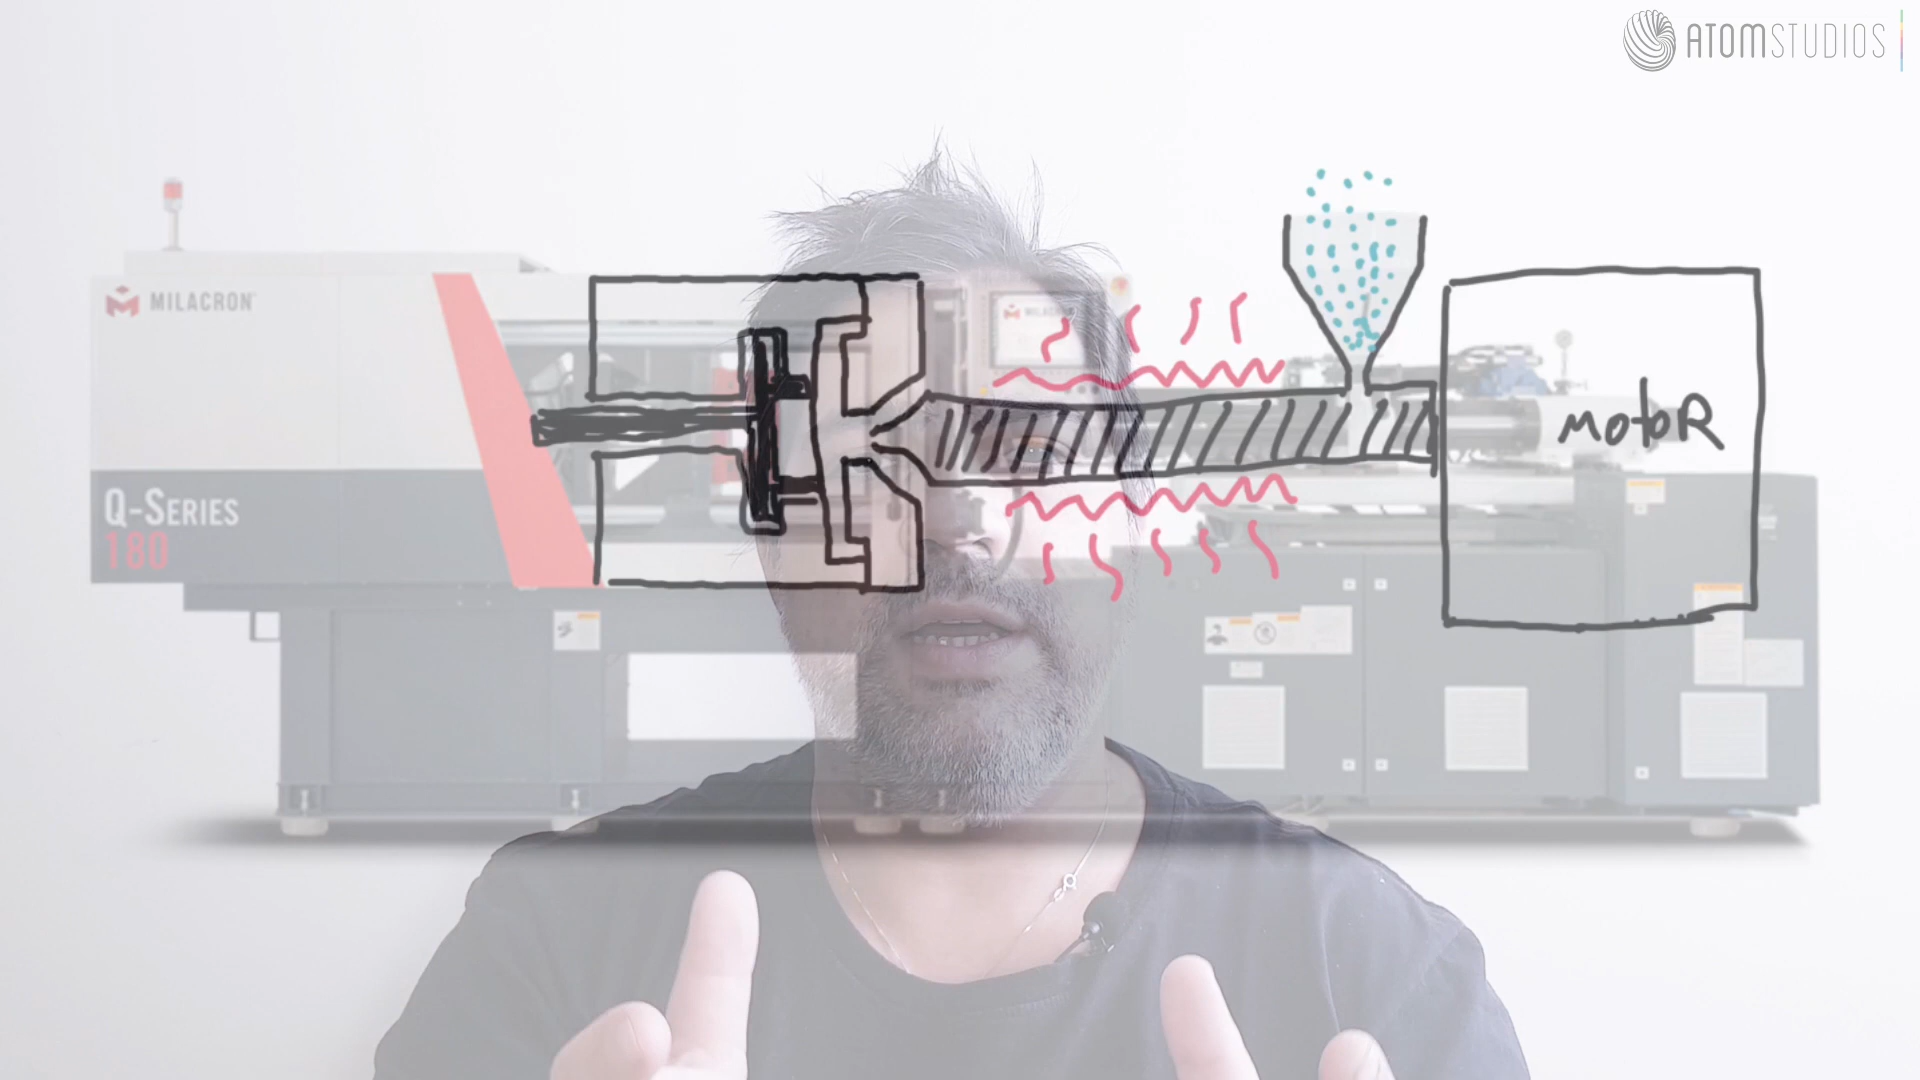 ATOMSTUDIOS
MILACRON
MILACRON
MOTOR
Q-SERIES
180